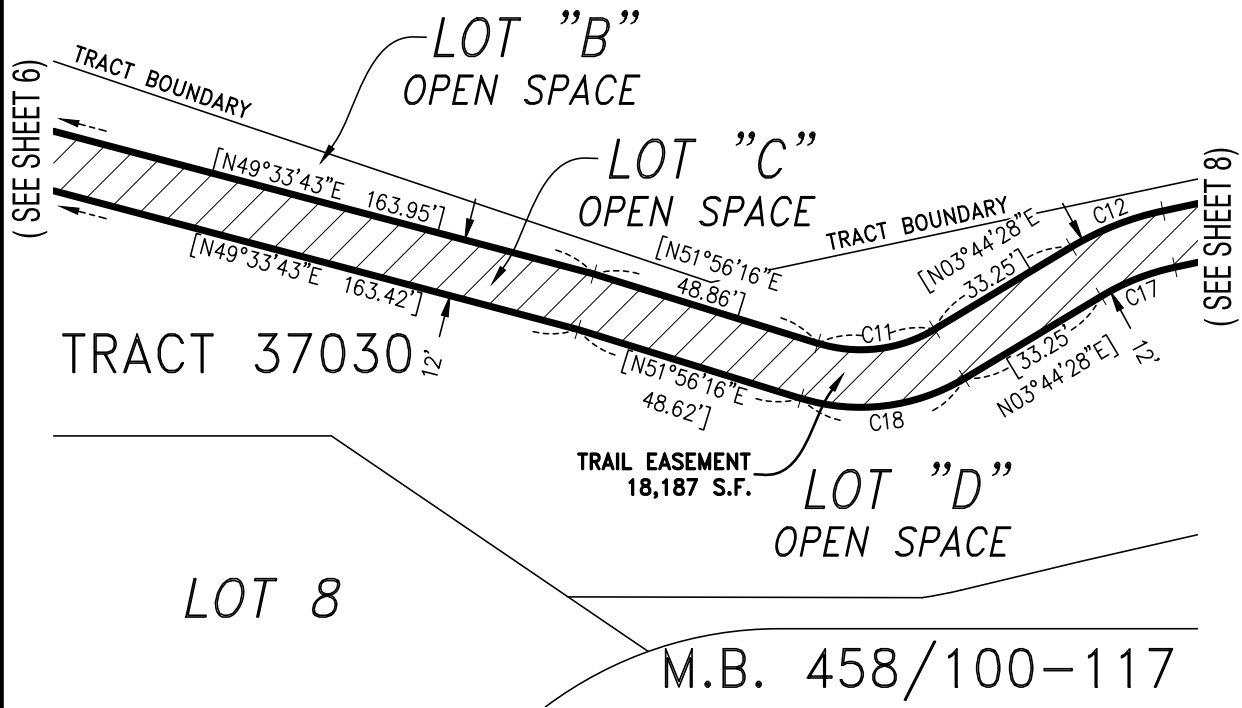 LOT "B"
OPEN SPACE
TRACT BOUNDARY
(SEE SHEET 6)
LOT "C"
OPEN SPACE
[N49°33'43"E 163.95']
[N49°33'43"E 163.42']
[N51°56'16"E
48.86']
TRACT BOUNDARY
[N03°44'28"E
33.25']
C12
(SEE SHEET 8)
C11
C17
TRACT 37030
12'
[N51°56'16"E
48.62']
[33.25'
N03°44'28"E]
12'
C18
TRAIL EASEMENT
18,187 S.F.
LOT "D"
OPEN SPACE
LOT 8
M.B. 458/100-117